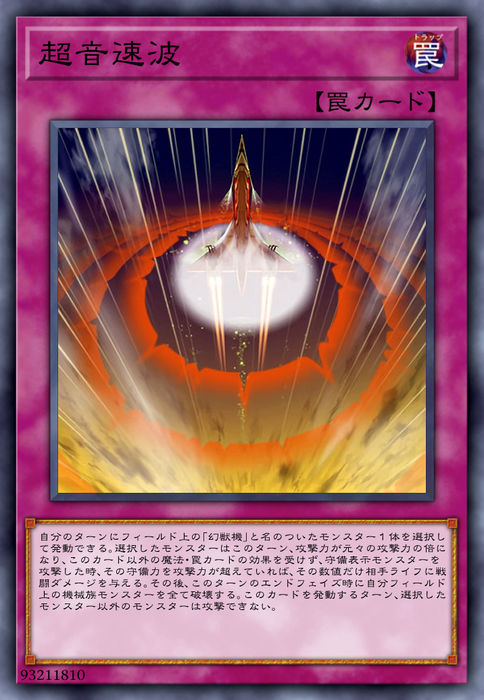 超音速波
トラップ
罠
【罠カード】
自分のターンにフィールド上の「幻獣機」と名のついたモンスター１体を選択し
て発動できる。選択したモンスターはこのターン、攻撃力が元々の攻撃力の倍に
なり、このカード以外の魔法・罠カードの効果を受けず、守備表示モンスターを
攻撃した時、その守備力を攻撃力が超えていれば、その数値だけ相手ライフに戦
闘ダメージを与える。その後、このターンのエンドフェイズ時に自分フィールド
上の機械族モンスターを全て破壊する。このカードを発動するターン、選択した
モンスター以外のモンスターは攻撃できない。
93211810